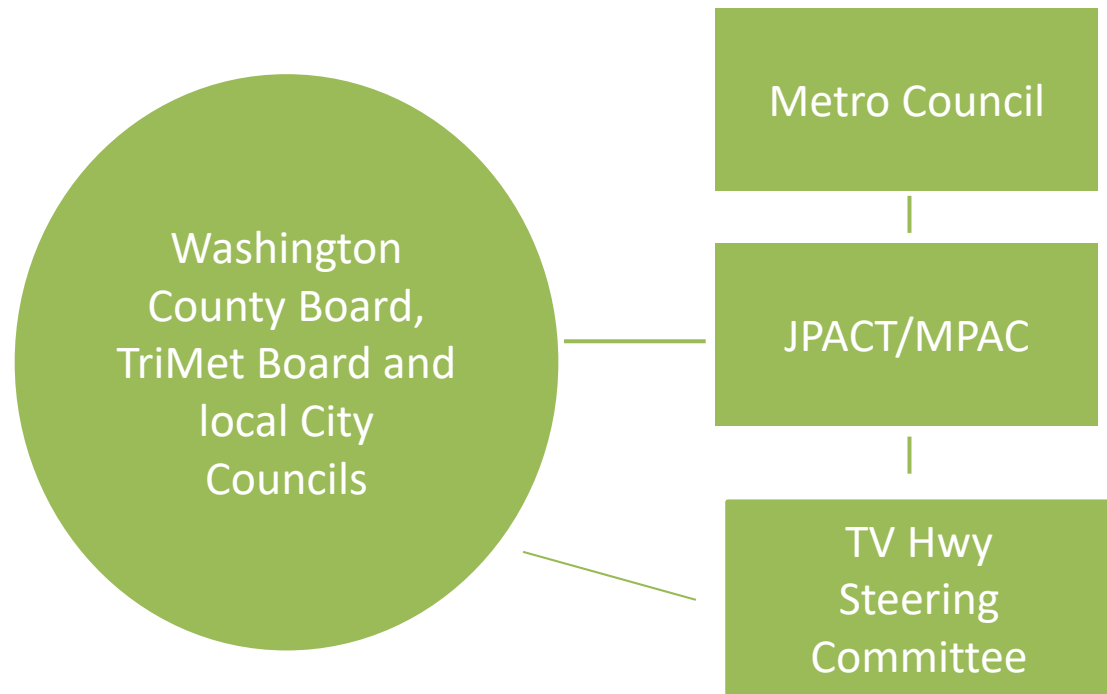 Metro Council
Washington
County Board,
TriMet Board and
local City
Councils
JPACT/MPAC
TV Hwy
Steering
Committee